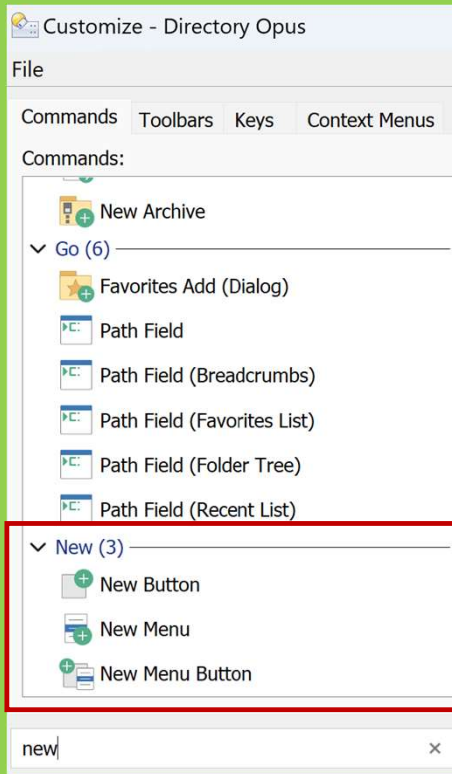 Customize - Directory Opus
File
Commands Toolbars Keys Context Menus
Commands:
New Archive
Go (6)
Favorites Add (Dialog)
Path Field
Path Field (Breadcrumbs)
Path Field (Favorites List)
Path Field (Folder Tree)
Path Field (Recent List)
New (3)
New Button
New Menu
New Menu Button
new